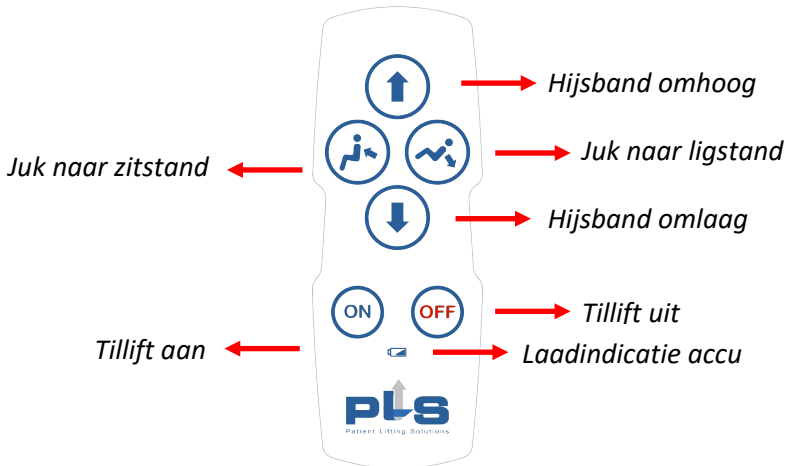 Hijsband omhoog
Juk naar zitstand
Juk naar ligstand
Hijsband omlaag
ON
OFF
Tillift uit
Tillift aan
Laadindicatie accu
PLS
Patient Lifting Solutions